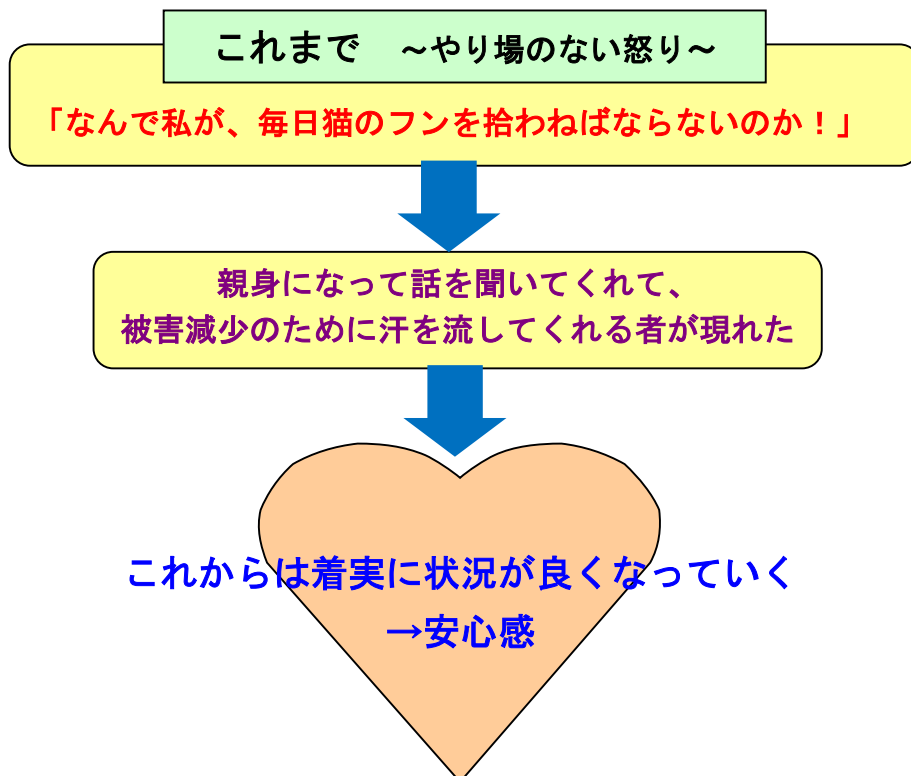 これまで　～やり場のない怒り～
「なんで私が、毎日猫のフンを拾わねばならないのか！」
親身になって話を聞いてくれて、
被害減少のために汗を流してくれる者が現れた
これからは着実に状況が良くなっていく
→安心感